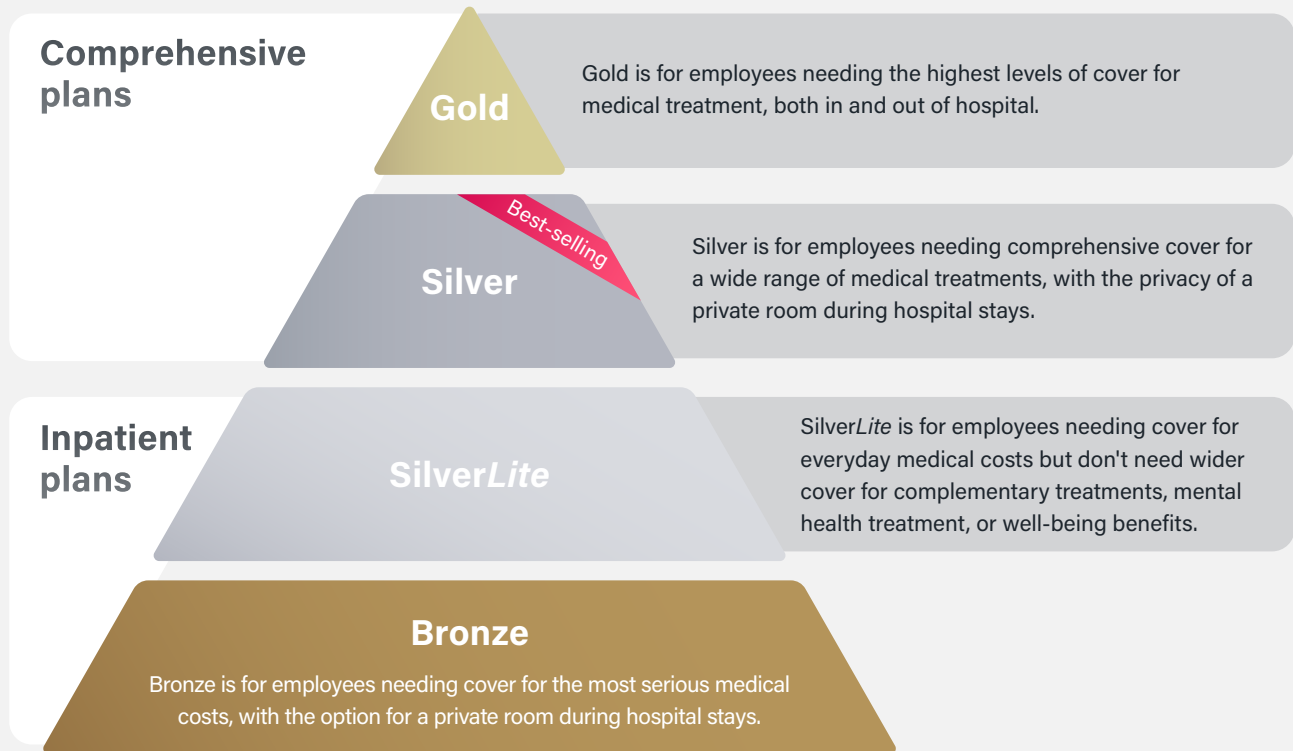 Comprehensive
plans
Gold
Gold is for employees needing the highest levels of cover for
medical treatment, both in and out of hospital.
Best-selling
Silver
Silver is for employees needing comprehensive cover for
a wide range of medical treatments, with the privacy of a
private room during hospital stays.
Inpatient
plans
SilverLite
SilverLite is for employees needing cover for
everyday medical costs but don't need wider
cover for complementary treatments, mental
health treatment, or well-being benefits.
Bronze
Bronze is for employees needing cover for the most serious medical
costs, with the option for a private room during hospital stays.